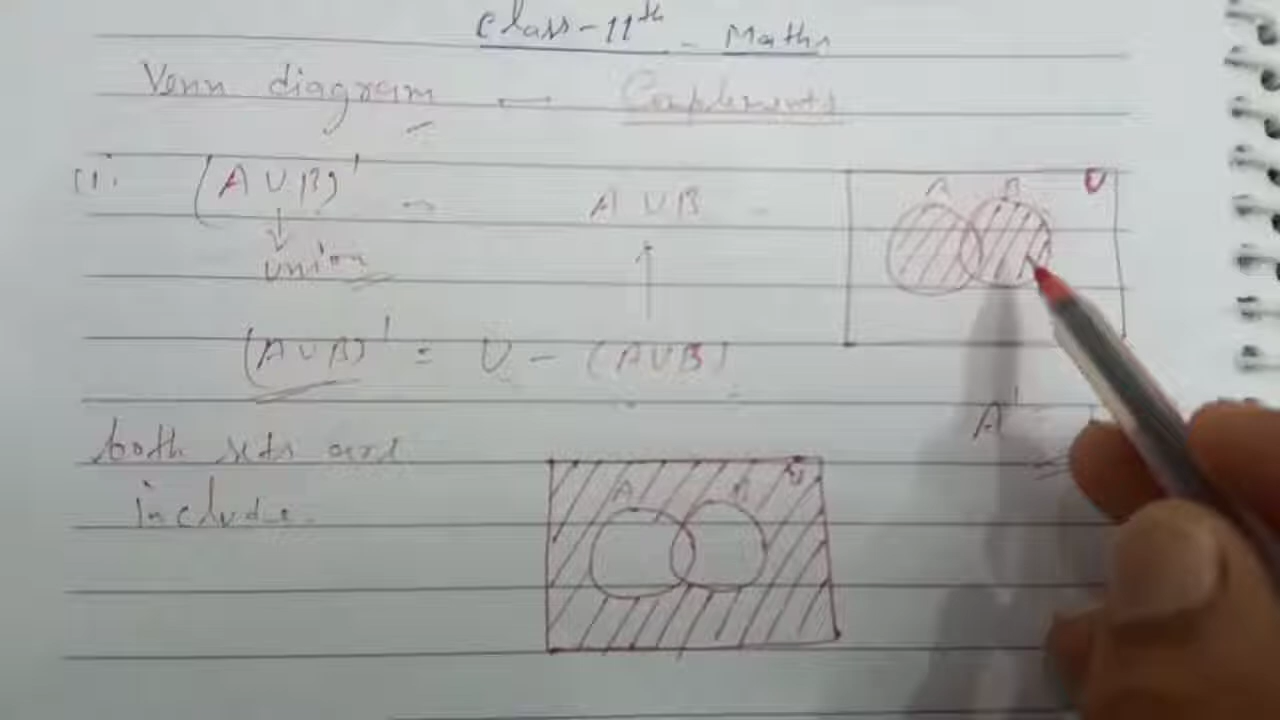 Class-11th - Maths
Venn diagram — Complements
(1). (A ∪ B)' A ∪ B
union
(A ∪ B)' = U - (A ∪ B)
both sets are
include.
A B U
A'
A B U